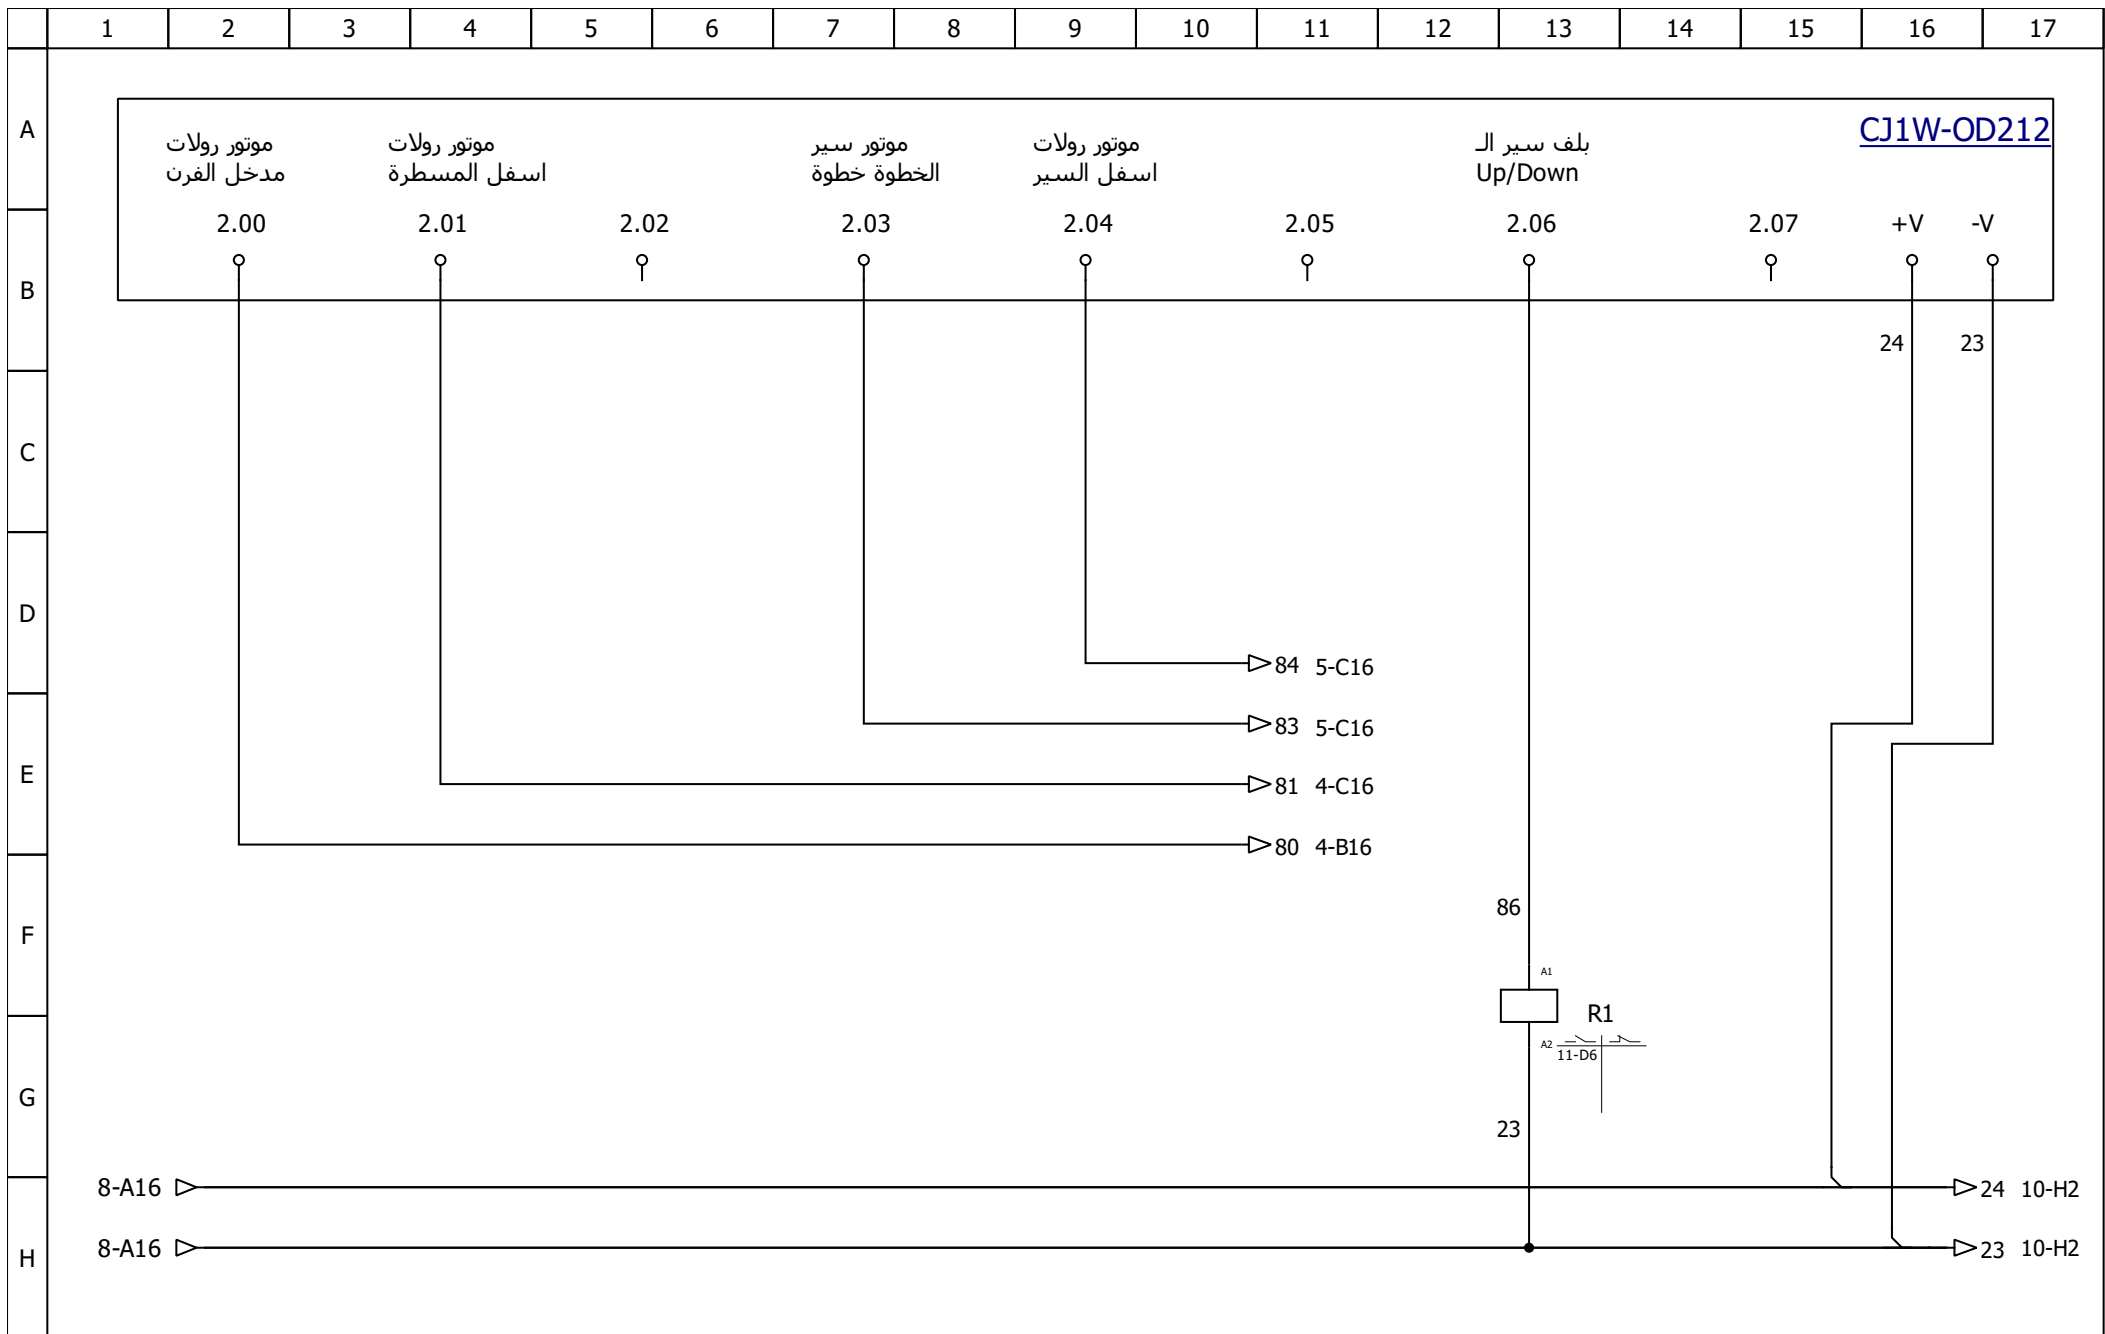 1 2 3 4 5 6 7 8 9 10 11 12 13 14 15 16 17
A
CJ1W-OD212
موتور رولات
مدخل الفرن
موتور رولات
اسفل المسطرة
موتور سير
الخطوة خطوة
موتور رولات
اسفل السير
بلف سير الـ
Up/Down
2.00 2.01 2.02 2.03 2.04 2.05 2.06 2.07 +V -V
B
24 23
C
D
84 5-C16
83 5-C16
E
81 4-C16
80 4-B16
86
F
A1
R1
A2
11-D6
G
23
8-A16
24 10-H2
8-A16
23 10-H2
H